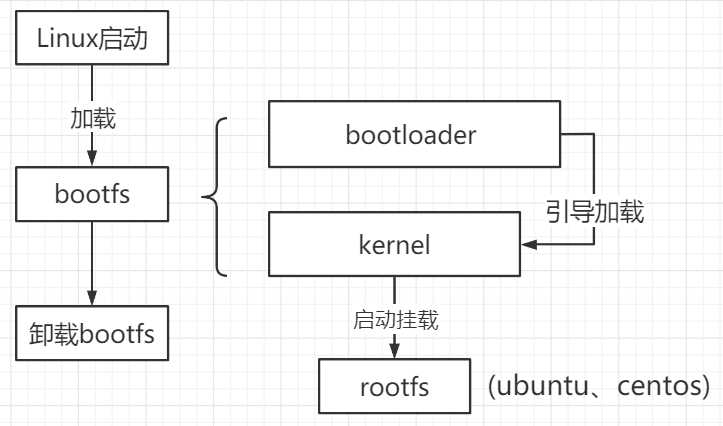 Linux启动
加载
bootfs
卸载bootfs
bootloader
引导加载
kernel
启动挂载
rootfs
(ubuntu、centos)